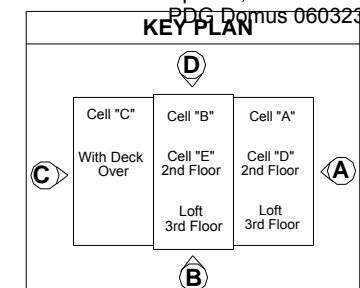 PDG Domus 060323
KEY PLAN
D
Cell "C"
Cell "B"
Cell "A"
With Deck
Over
Cell "E"
2nd Floor
Cell "D"
2nd Floor
C
A
Loft
3rd Floor
Loft
3rd Floor
B